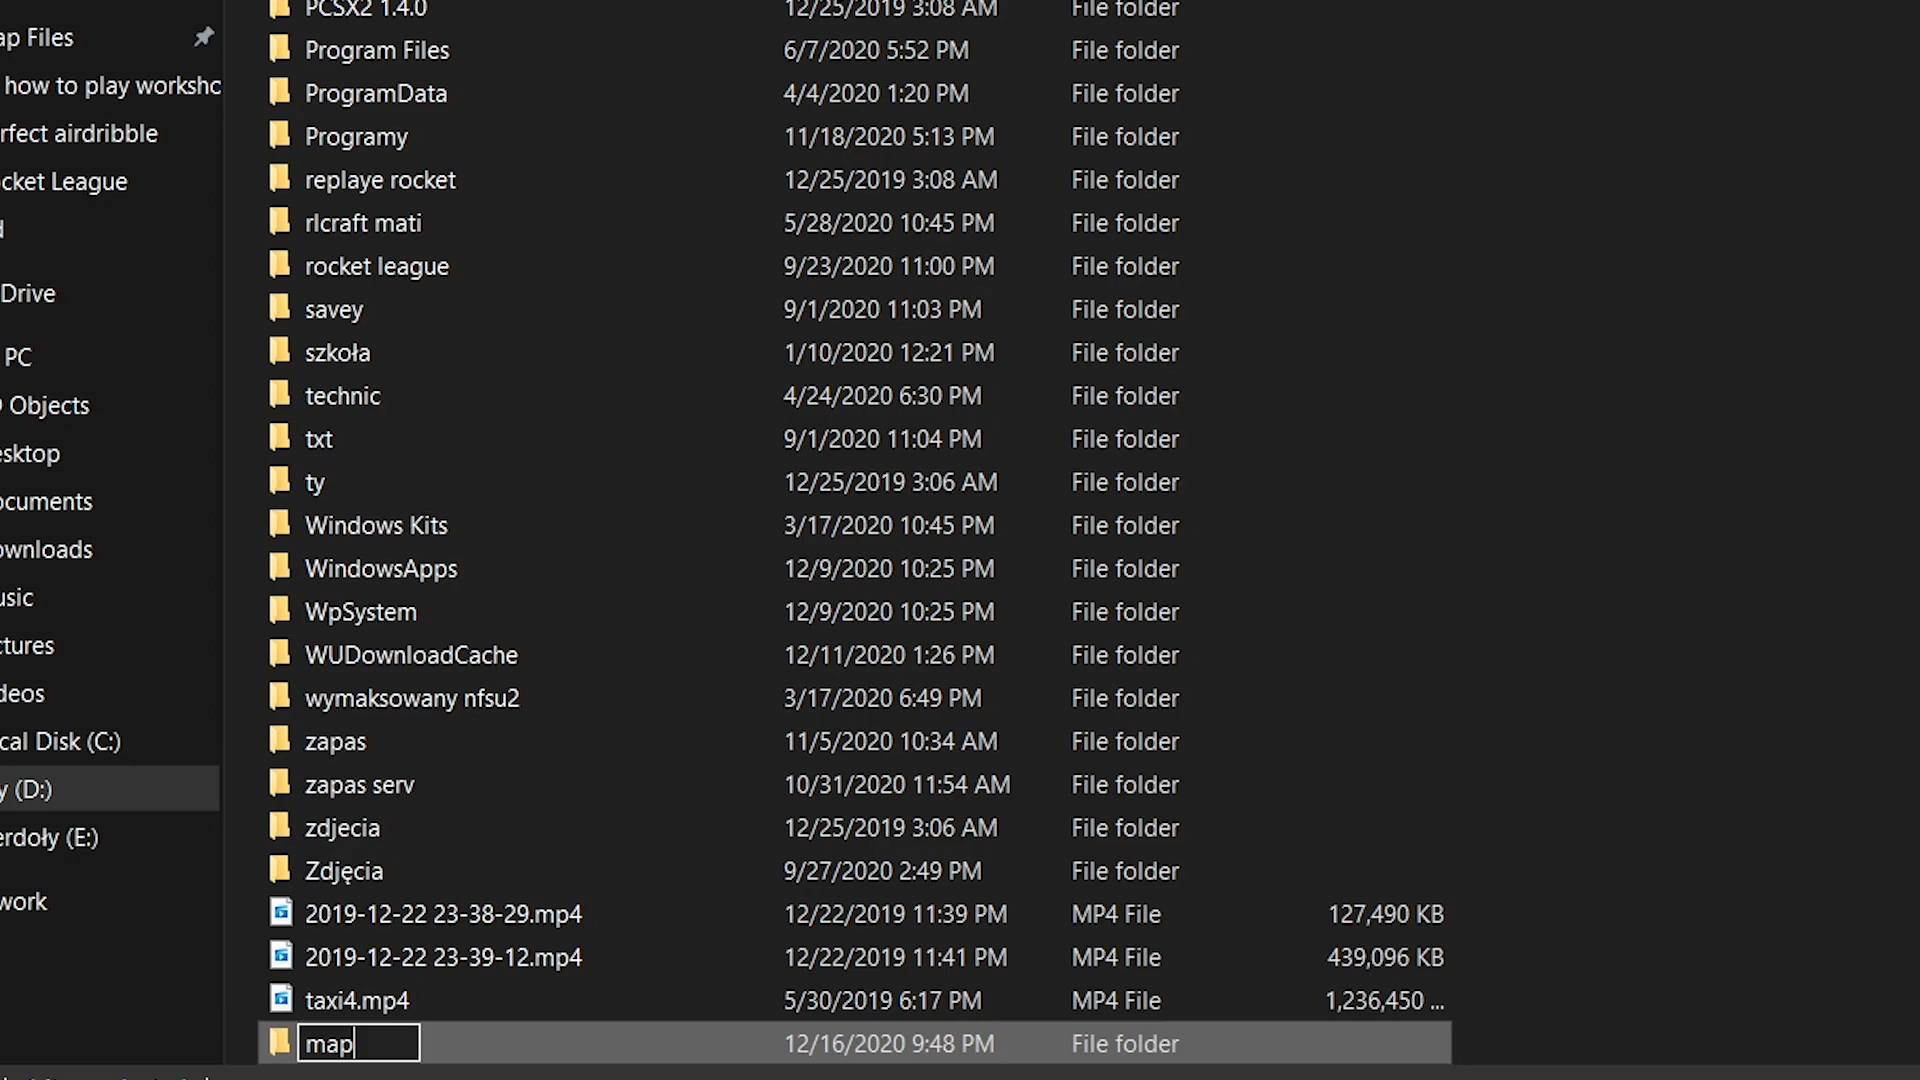 ap Files
how to play worksho
rfect airdribble
cket League
Drive
PC
Objects
esktop
ocuments
ownloads
usic
ctures
deos
cal Disk (C:)
y (D:)
erdoły (E:)
work
PCSX2 1.4.0 12/25/2019 3:08 AM File folder
Program Files 6/7/2020 5:52 PM File folder
ProgramData 4/4/2020 1:20 PM File folder
Programy 11/18/2020 5:13 PM File folder
replaye rocket 12/25/2019 3:08 AM File folder
rlcraft mati 5/28/2020 10:45 PM File folder
rocket league 9/23/2020 11:00 PM File folder
savey 9/1/2020 11:03 PM File folder
szkoła 1/10/2020 12:21 PM File folder
technic 4/24/2020 6:30 PM File folder
txt 9/1/2020 11:04 PM File folder
ty 12/25/2019 3:06 AM File folder
Windows Kits 3/17/2020 10:45 PM File folder
WindowsApps 12/9/2020 10:25 PM File folder
WpSystem 12/9/2020 10:25 PM File folder
WUDownloadCache 12/11/2020 1:26 PM File folder
wymaksowany nfsu2 3/17/2020 6:49 PM File folder
zapas 11/5/2020 10:34 AM File folder
zapas serv 10/31/2020 11:54 AM File folder
zdjecia 12/25/2019 3:06 AM File folder
Zdjęcia 9/27/2020 2:49 PM File folder
2019-12-22 23-38-29.mp4 12/22/2019 11:39 PM MP4 File 127,490 KB
2019-12-22 23-39-12.mp4 12/22/2019 11:41 PM MP4 File 439,096 KB
taxi4.mp4 5/30/2019 6:17 PM MP4 File 1,236,450 ...
map 12/16/2020 9:48 PM File folder